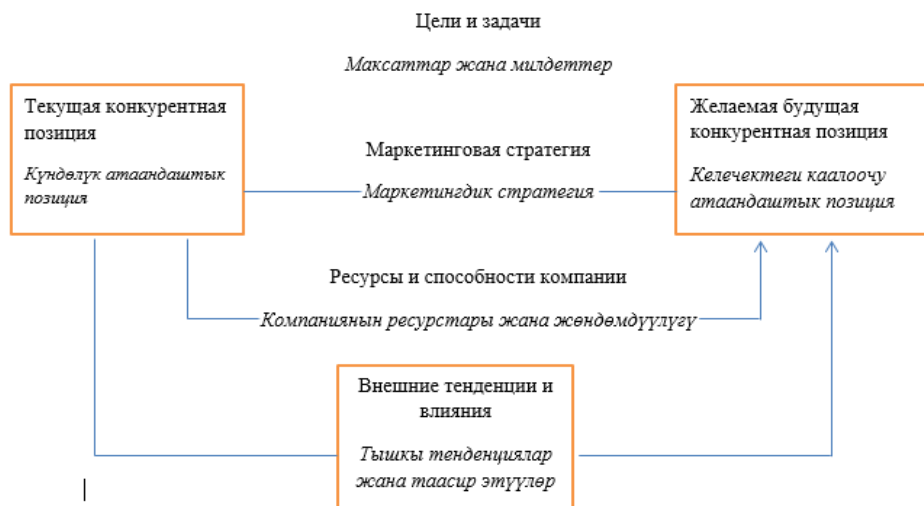 Цели и задачи
Максаттар жана милдеттер
Текущая конкурентная
позиция
Күндөлүк атаандаштык
позиция
Маркетинговая стратегия
Маркетингдик стратегия
Желаемая будущая
конкурентная позиция
Келечектеги каалоочу
атаандаштык позиция
Ресурсы и способности компании
Компаниянын ресурстары жана жөндөмдүүлүгү
Внешние тенденции и
влияния
Тышкы тенденциялар
жана таасир этүүлөр